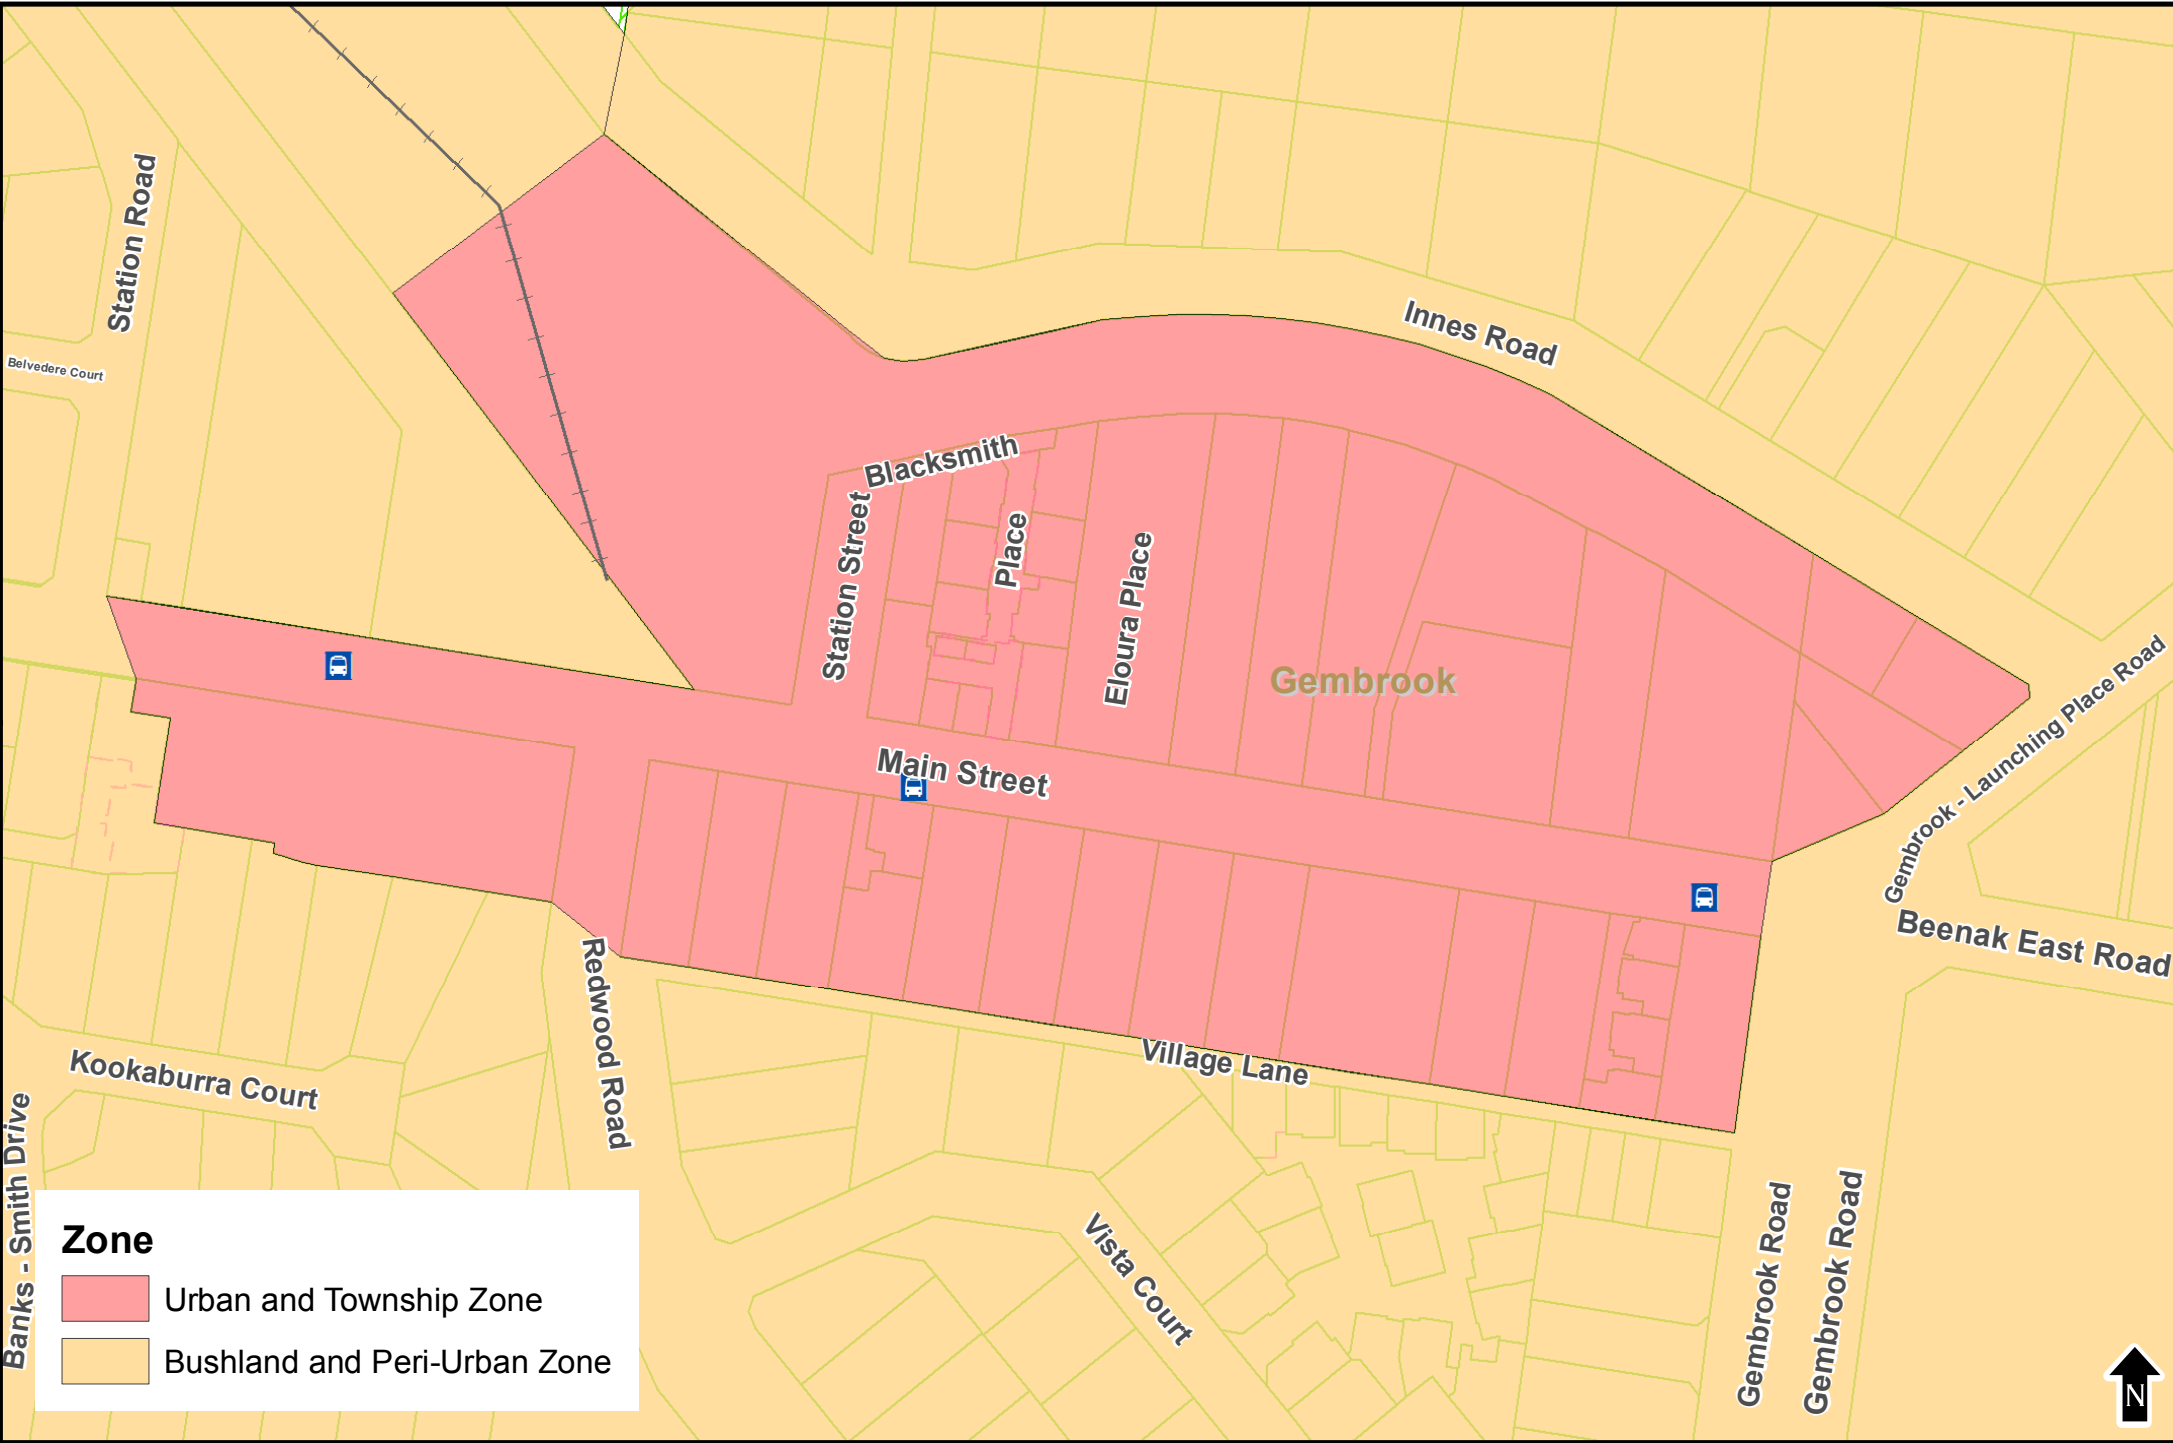 Station Road
Belvedere Court
Innes Road
Blacksmith
Place
Station Street
Eloura Place
Gembrook
Main Street
Gembrook - Launching Place Road
Beenak East Road
Redwood Road
Village Lane
Kookaburra Court
Banks - Smith Drive
Vista Court
Gembrook Road
Gembrook Road
Zone
Urban and Township Zone
Bushland and Peri-Urban Zone
N